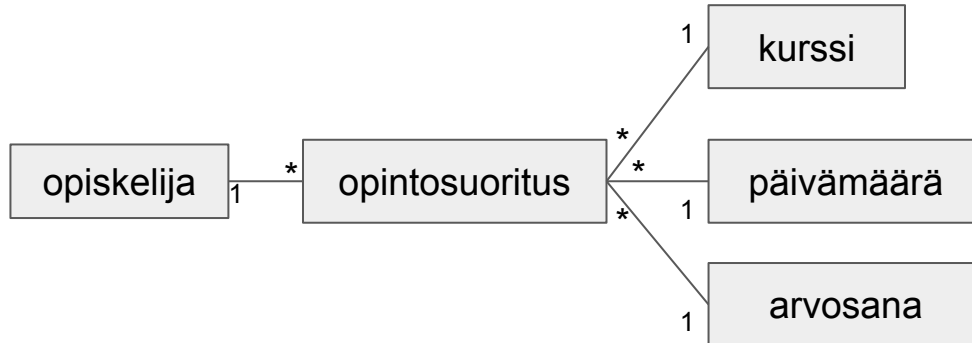 kurssi
1
*
opiskelija
1
*
opintosuoritus
*
päivämäärä
1
*
arvosana
1